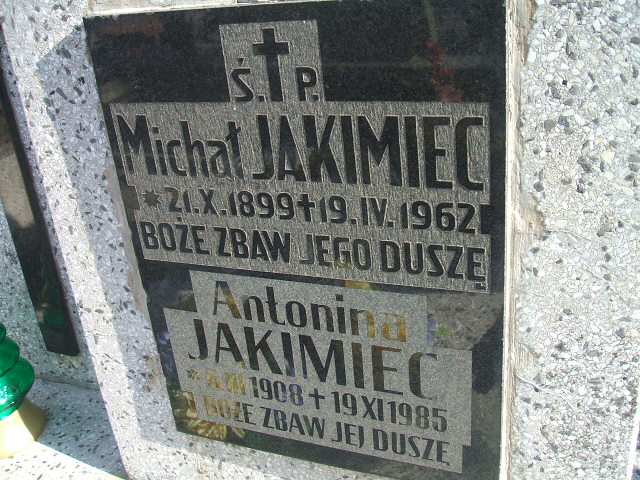 Ś.†P.
Michał JAKIMIEC
* 21.X.1899 † 19.IV.1962
BOŻE ZBAW JEGO DUSZĘ
Antonina
JAKIMIEC
1908 † 19 XI 1985
BOŻE ZBAW JEJ DUSZĘ